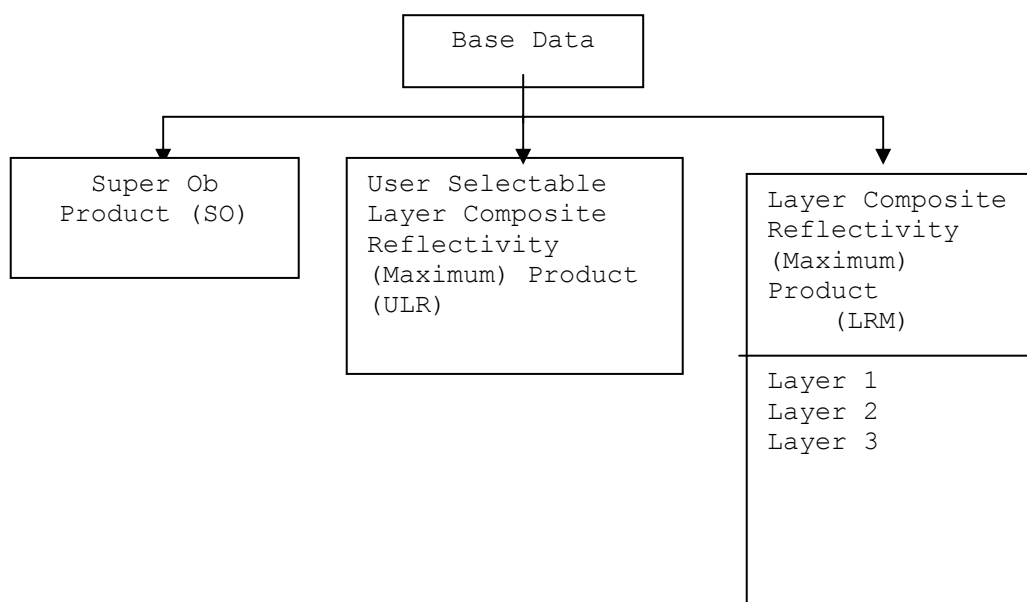 Base Data
Super Ob
Product (SO)
User Selectable
Layer Composite
Reflectivity
(Maximum) Product
(ULR)
Layer Composite
Reflectivity
(Maximum)
Product
(LRM)
Layer 1
Layer 2
Layer 3